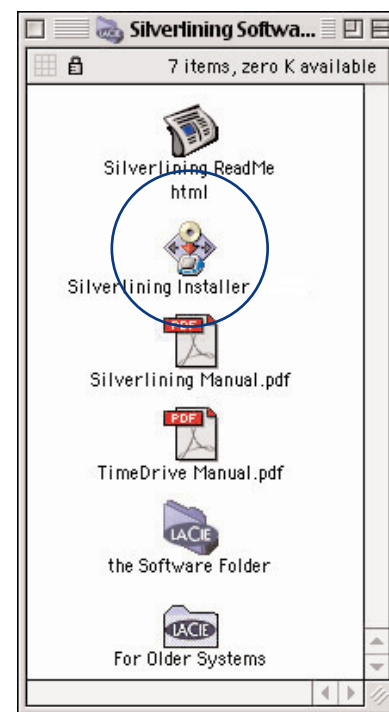 Silverlining Softwa...
7 items, zero K available
Silverlining ReadMe
html
Silverlining Installer
PDF
Silverlining Manual.pdf
PDF
TimeDrive Manual.pdf
LACIE
the Software Folder
LACIE
For Older Systems